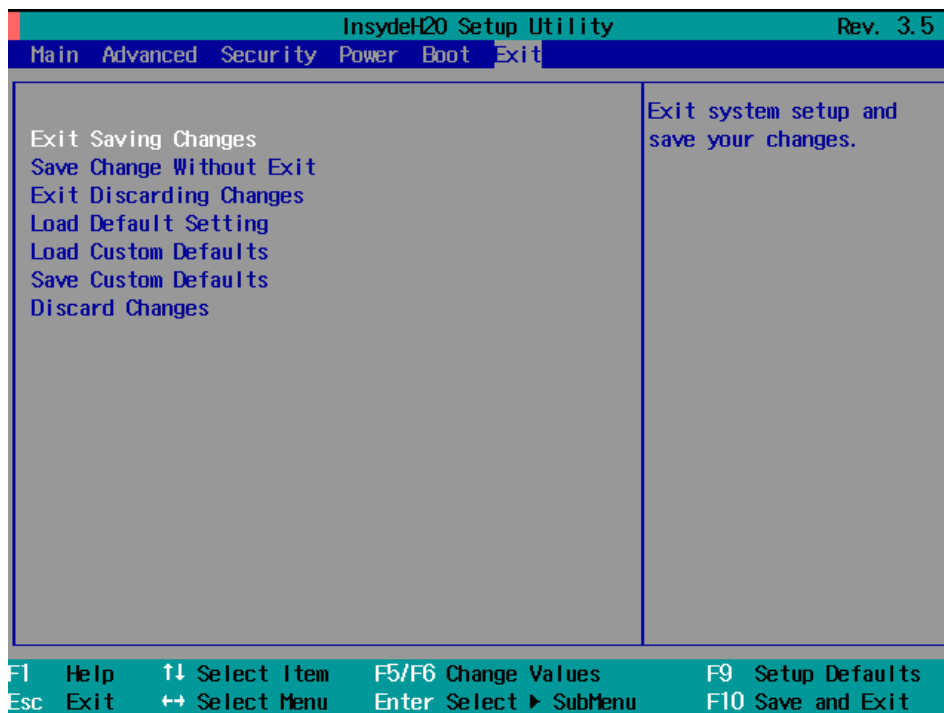 InsydeH2O Setup Utility Rev. 3.5
Main Advanced Security Power Boot Exit
Exit Saving Changes
Save Change Without Exit
Exit Discarding Changes
Load Default Setting
Load Custom Defaults
Save Custom Defaults
Discard Changes
Exit system setup and
save your changes.
F1 Help ↑↓ Select Item F5/F6 Change Values F9 Setup Defaults
Esc Exit ↔ Select Menu Enter Select ▶ SubMenu F10 Save and Exit